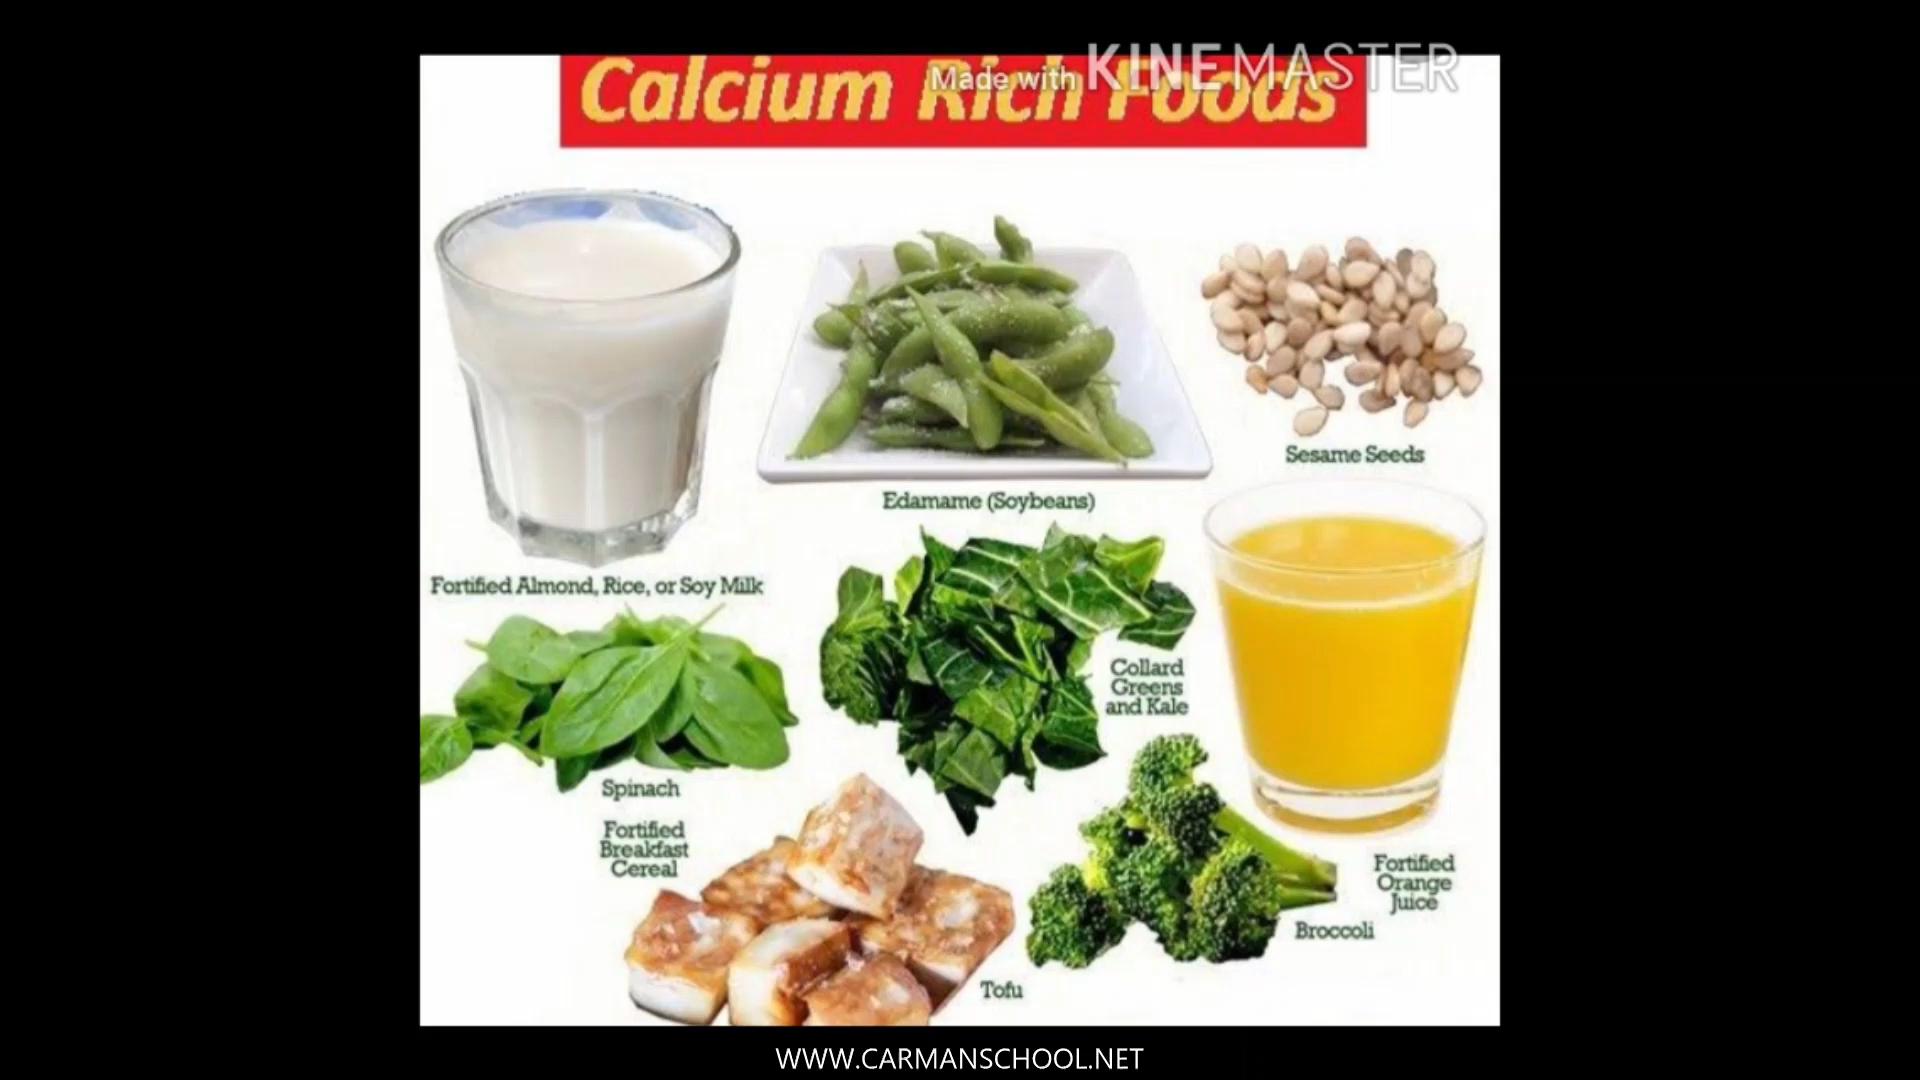 Calcium Rich Foods
Made with KINEMASTER
Sesame Seeds
Edamame (Soybeans)
Fortified Almond, Rice, or Soy Milk
Collard
Greens
and Kale
Spinach
Fortified
Breakfast
Cereal
Fortified
Orange
Juice
Broccoli
Tofu
WWW.CARMANSCHOOL.NET